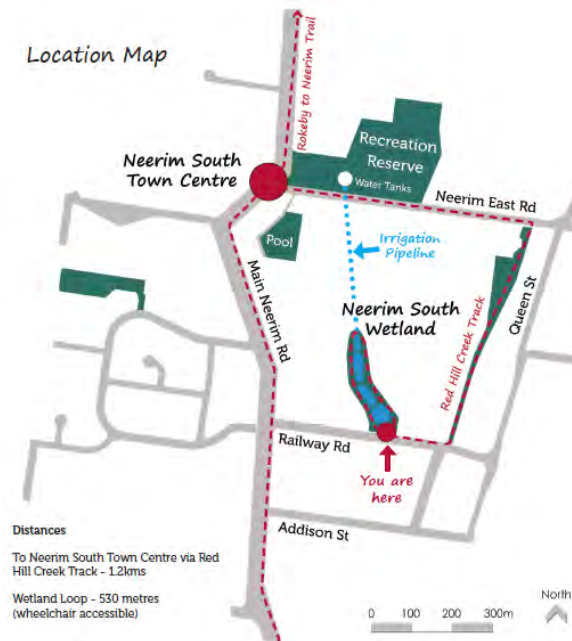 Location Map
Rokeby to Neerim Trail
Recreation
Reserve
Water Tanks
Neerim South
Town Centre
Neerim East Rd
Pool
Irrigation
Pipeline
Main Neerim Rd
Neerim South
Wetland
Red Hill Creek Track
Queen St
Railway Rd
You are
here
Addison St
Distances
To Neerim South Town Centre via Red
Hill Creek Track - 1.2kms
Wetland Loop - 530 metres
(wheelchair accessible)
North
0 100 200 300m